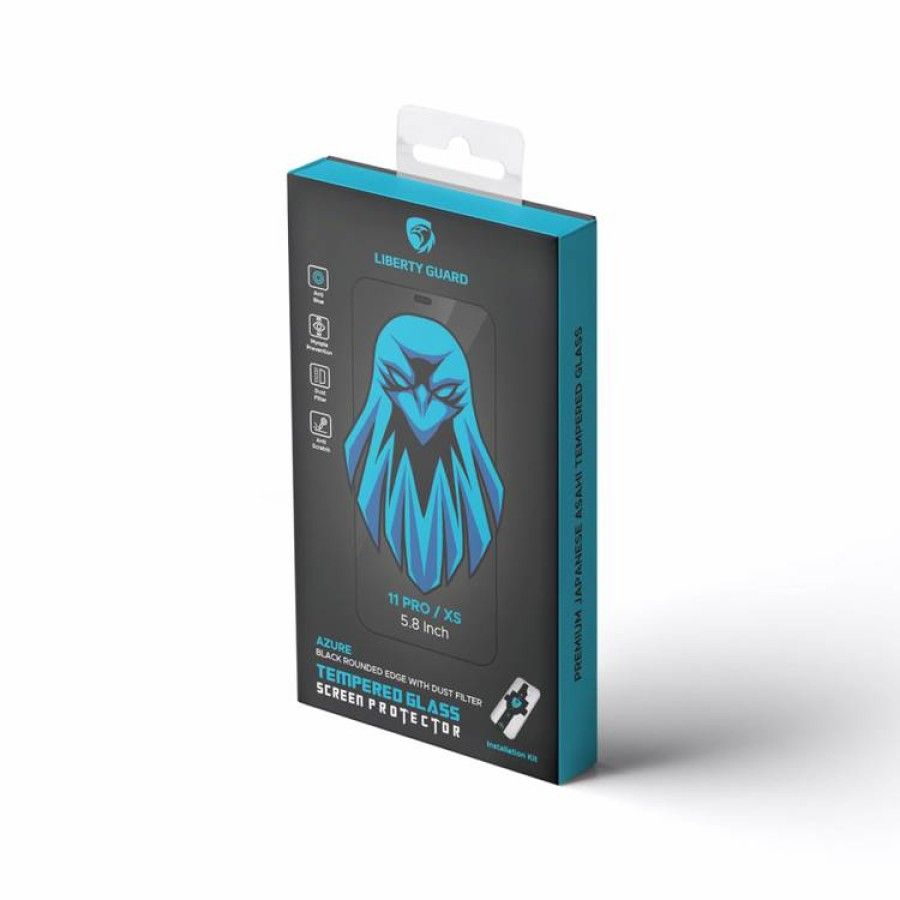 LIBERTY GUARD
Anti
Blue
Myopia
Prevention
Dust
Filter
Anti
Scratch
11 PRO / XS
5.8 Inch
AZURE
BLACK ROUNDED EDGE WITH DUST FILTER
TEMPERED GLASS
SCREEN PROTECTOR
Installation Kit
PREMIUM JAPANESE ASAHI TEMPERED GLASS